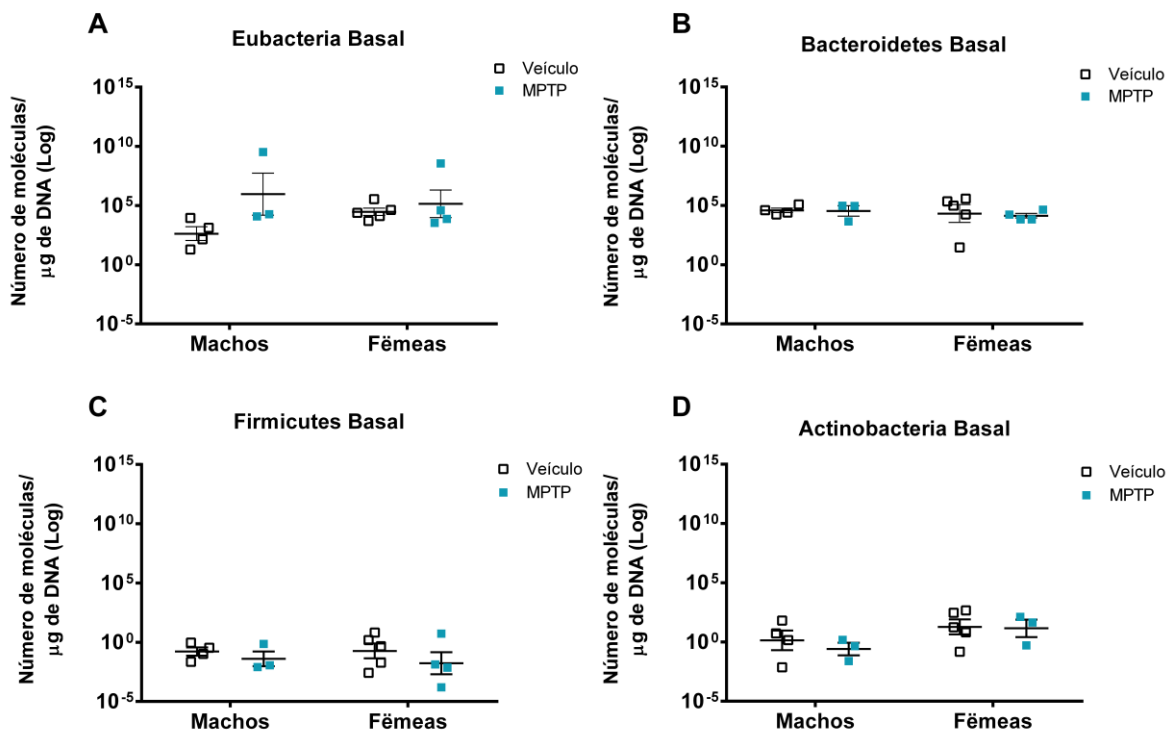 A
Eubacteria Basal
Veículo
MPTP
Número de moléculas/
µg de DNA (Log)
10^15
10^10
10^5
10^0
10^-5
Machos
Fëmeas
B
Bacteroidetes Basal
Veículo
MPTP
Número de moléculas/
µg de DNA (Log)
10^15
10^10
10^5
10^0
10^-5
Machos
Fëmeas
C
Firmicutes Basal
Veículo
MPTP
Número de moléculas/
µg de DNA (Log)
10^15
10^10
10^5
10^0
10^-5
Machos
Fëmeas
D
Actinobacteria Basal
Veículo
MPTP
Número de moléculas/
µg de DNA (Log)
10^15
10^10
10^5
10^0
10^-5
Machos
Fëmeas